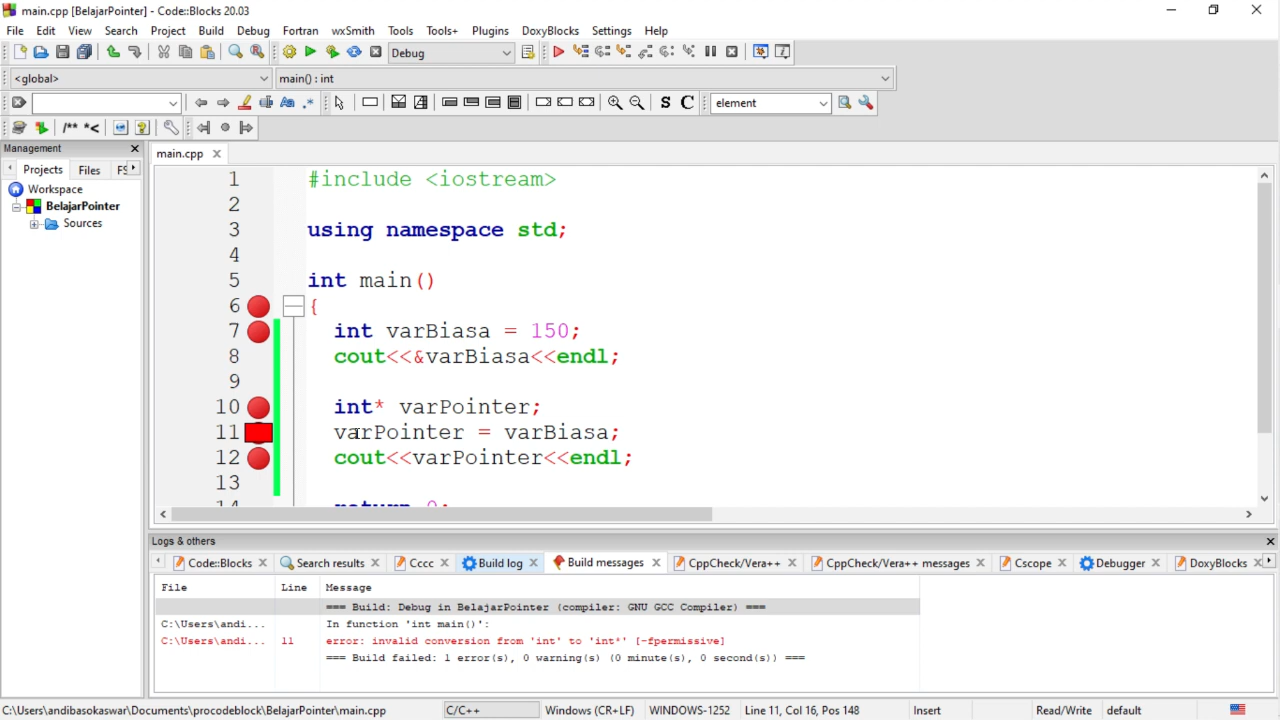 main.cpp [BelajarPointer] - Code::Blocks 20.03
File Edit View Search Project Build Debug Fortran wxSmith Tools Tools+ Plugins DoxyBlocks Settings Help
Debug
<global> main() : int
S C element
/** *<
Management
Projects Files FS
main.cpp
Workspace
BelajarPointer
Sources
1 #include <iostream>
2
3 using namespace std;
4
5 int main()
6 {
7 int varBiasa = 150;
8 cout<<&varBiasa<<endl;
9
10 int* varPointer;
11 varPointer = varBiasa;
12 cout<<varPointer<<endl;
13
14 return 0;
Logs & others
Code::Blocks Search results Cccc Build log Build messages CppCheck/Vera++ CppCheck/Vera++ messages Cscope Debugger DoxyBlocks
File Line Message
=== Build: Debug in BelajarPointer (compiler: GNU GCC Compiler) ===
C:\Users\andi... In function 'int main()':
C:\Users\andi... 11 error: invalid conversion from 'int' to 'int*' [-fpermissive]
=== Build failed: 1 error(s), 0 warning(s) (0 minute(s), 0 second(s)) ===
C:\Users\andibasokaswar\Documents\procodeblock\BelajarPointer\main.cpp C/C++ Windows (CR+LF) WINDOWS-1252 Line 11, Col 16, Pos 148 Insert Read/Write default